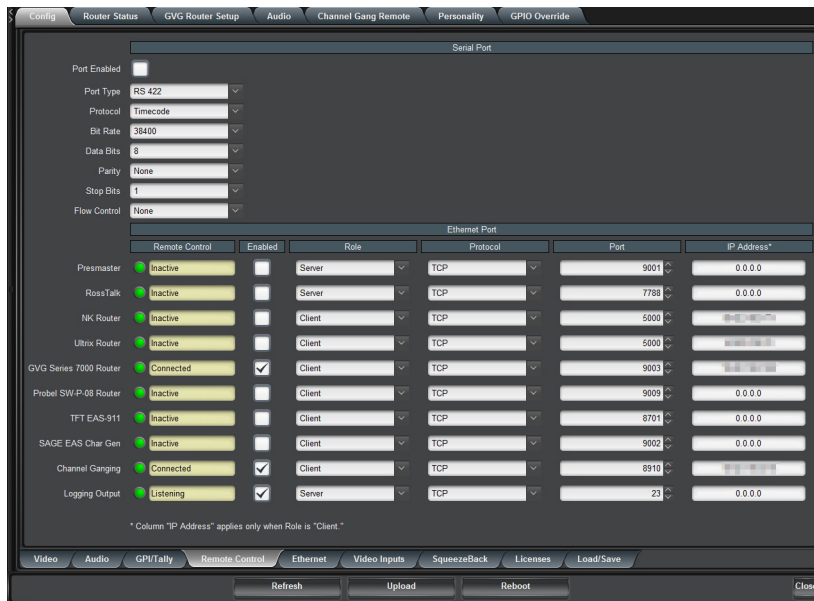 Config Router Status GVG Router Setup Audio Channel Gang Remote Personality GPIO Override
Serial Port
Port Enabled
Port Type RS 422
Protocol Timecode
Bit Rate 38400
Data Bits 8
Parity None
Stop Bits 1
Flow Control None
Ethernet Port
Remote Control Enabled Role Protocol Port IP Address*
Presmaster Inactive Server TCP 9001 0.0.0.0
RossTalk Inactive Server TCP 7788 0.0.0.0
NK Router Inactive Client TCP 5000
Ultrix Router Inactive Client TCP 5000
GVG Series 7000 Router Connected Client TCP 9003
Probel SW-P-08 Router Inactive Client TCP 9009 0.0.0.0
TFT EAS-911 Inactive Client TCP 8701 0.0.0.0
SAGE EAS Char Gen Inactive Client TCP 9002 0.0.0.0
Channel Ganging Connected Client TCP 8910
Logging Output Listening Server TCP 23 0.0.0.0
* Column "IP Address" applies only when Role is "Client."
Video Audio GPI/Tally Remote Control Ethernet Video Inputs SqueezeBack Licenses Load/Save
Refresh Upload Reboot Close